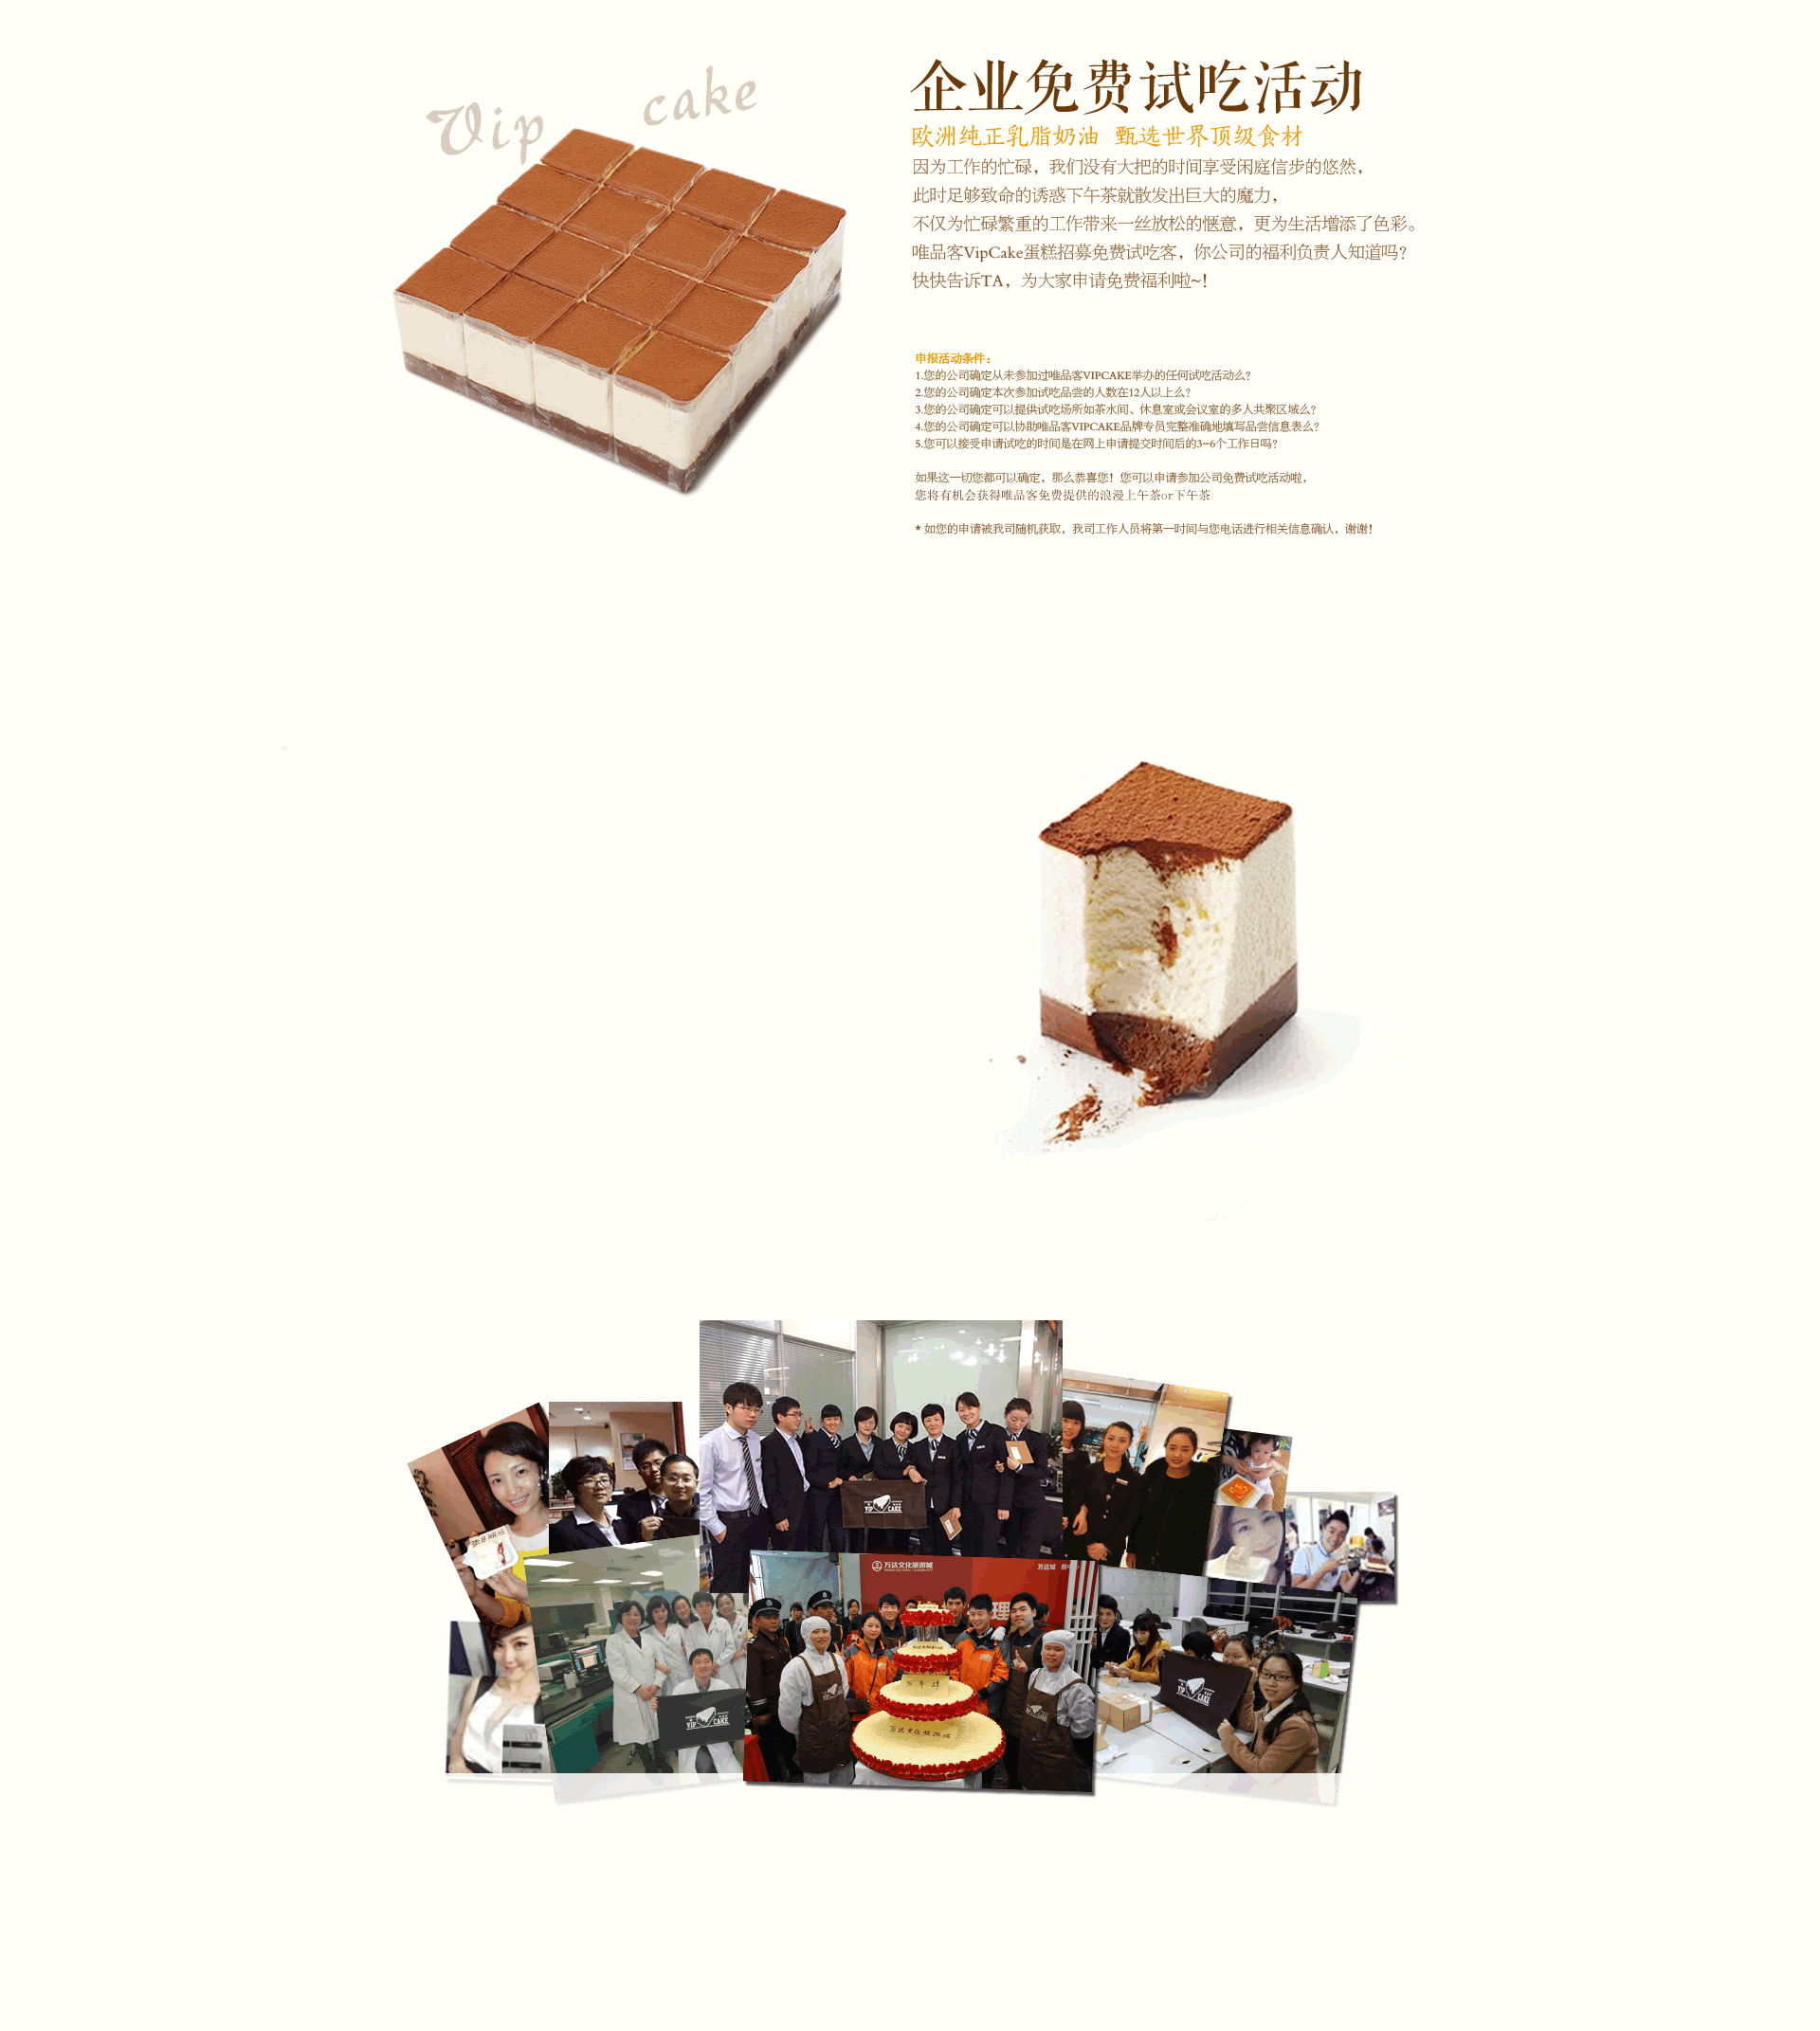 Vip cake
企业免费试吃活动
欧洲纯正乳脂奶油 甄选世界顶级食材
因为工作的忙碌，我们没有大把的时间享受闲庭信步的悠然，
此时足够致命的诱惑下午茶就散发出巨大的魔力，
不仅为忙碌繁重的工作带来一丝放松的惬意，更为生活增添了色彩。
唯品客VipCake蛋糕招募免费试吃客，你公司的福利负责人知道吗？
快快告诉TA，为大家申请免费福利啦~！
申报活动条件：
1.您的公司确定从未参加过唯品客VIPCAKE举办的任何试吃活动么？
2.您的公司确定本次参加试吃品尝的人数在12人以上么？
3.您的公司确定可以提供试吃场所如茶水间、休息室或会议室的多人共聚区域么？
4.您的公司确定可以协助唯品客VIPCAKE品牌专员完整准确地填写品尝信息表么？
5.您可以接受申请试吃的时间是在网上申请提交时间后的3-6个工作日吗？
如果这一切您都可以确定，那么恭喜您！您可以申请参加公司免费试吃活动啦，
您将有机会获得唯品客免费提供的浪漫上午茶or下午茶
* 如您的申请被我司随机获取，我司工作人员将第一时间与您电话进行相关信息确认，谢谢！
VIP CAKE
万达文化旅游城
万达城
理
VIP CAKE
VIP CAKE
VIP CAKE